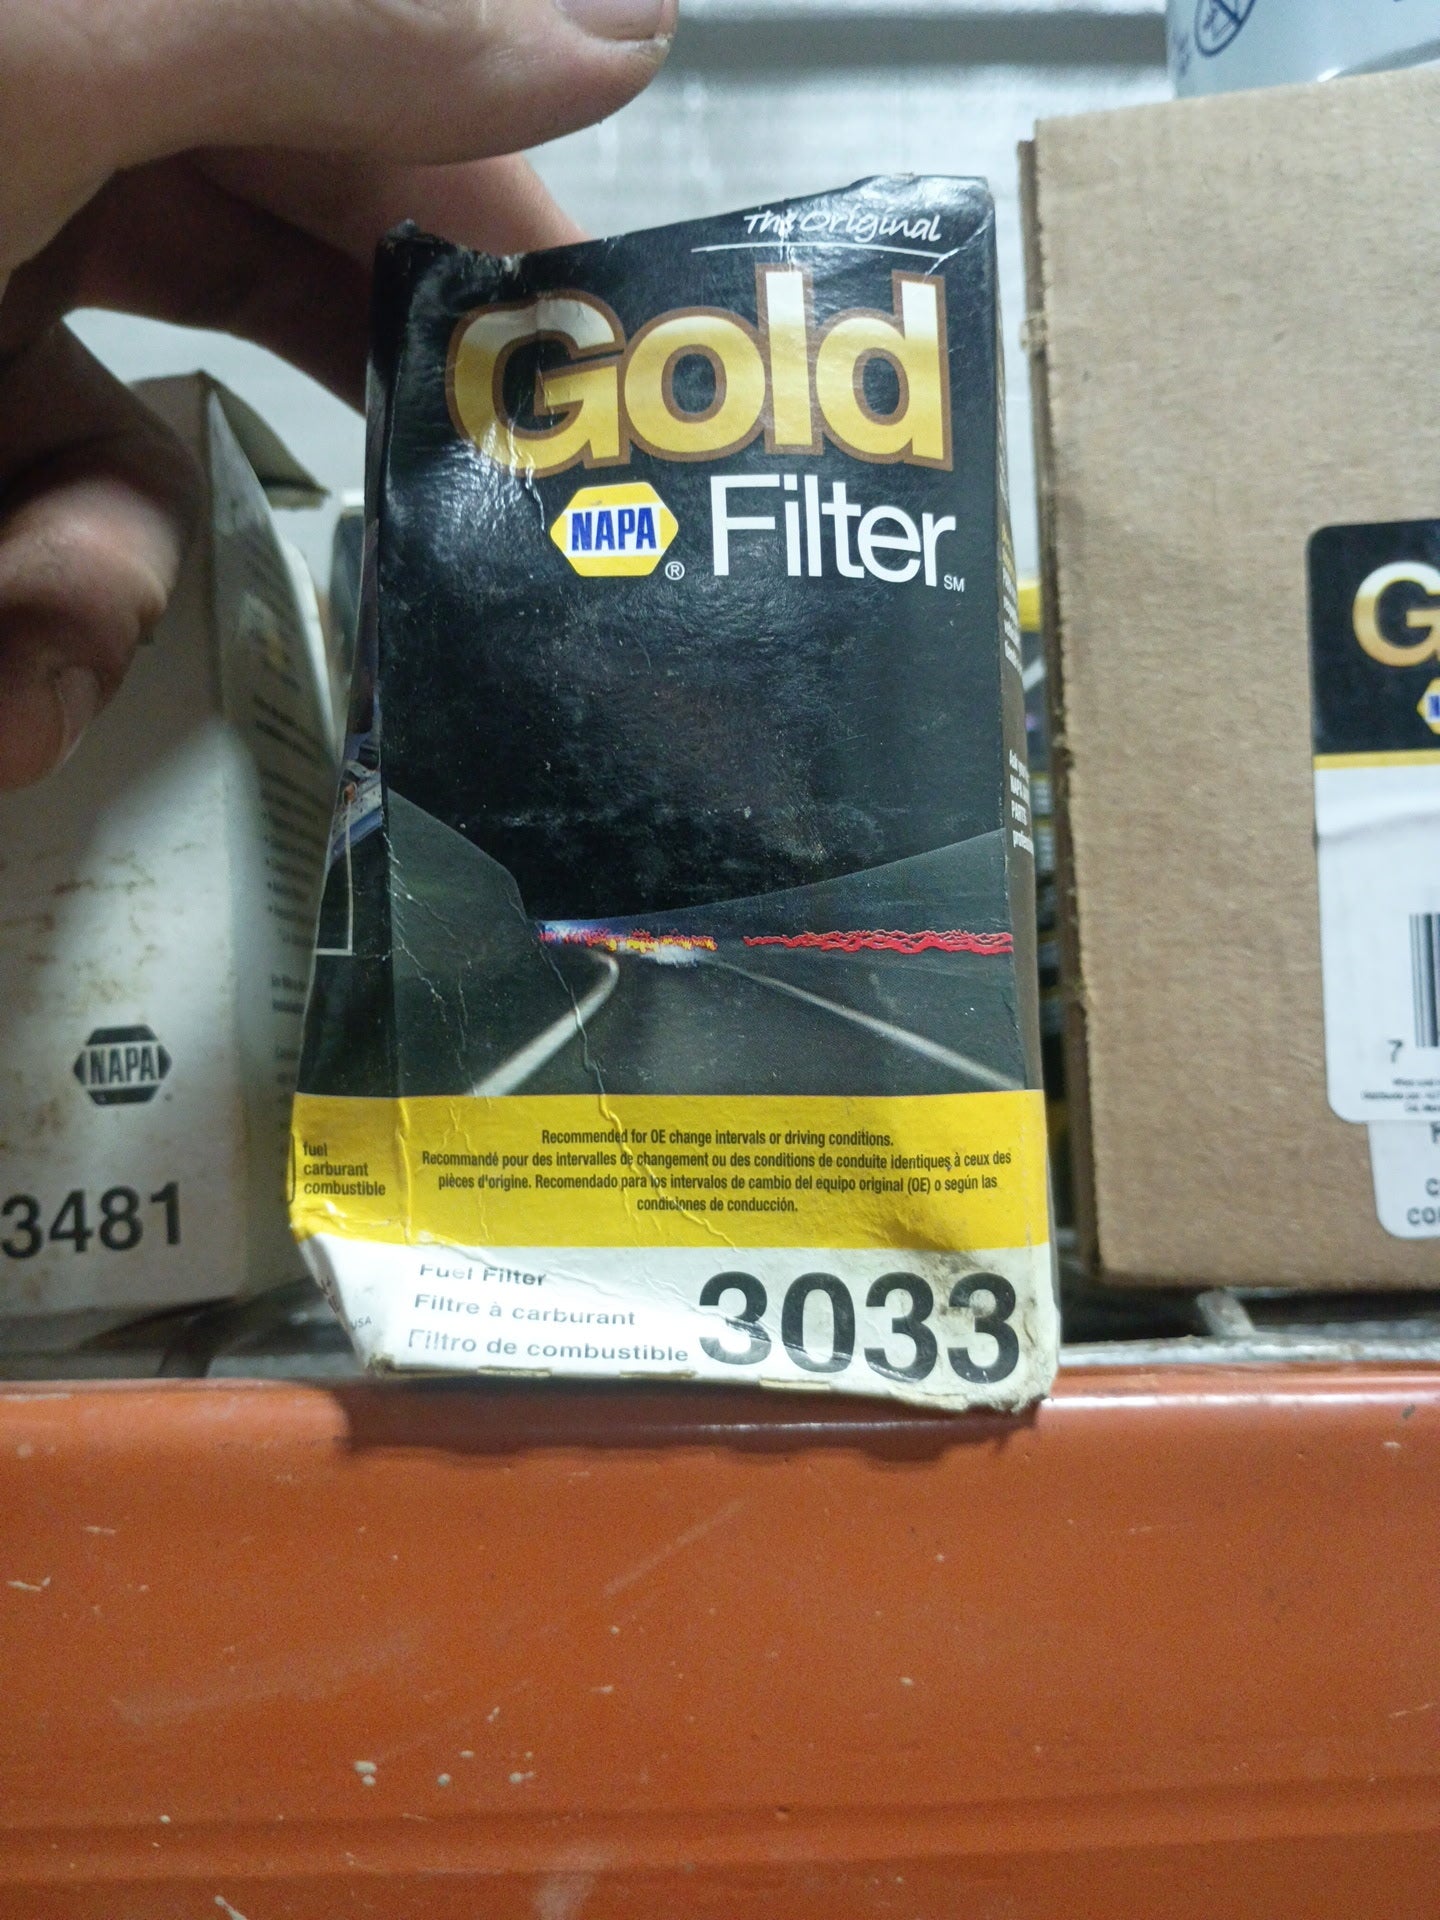 The Original
Gold
NAPA® Filter SM
Recommended for OE change intervals or driving conditions.
Recommandé pour des intervalles de changement ou des conditions de conduite identiques à ceux des
pièces d'origine. Recomendado para los intervalos de cambio del equipo original (OE) o según las
condiciones de conducción.
fuel
carburant
combustible
Fuel Filter
Filtre à carburant
Filtro de combustible
3033
USA
NAPA
3481
G
7